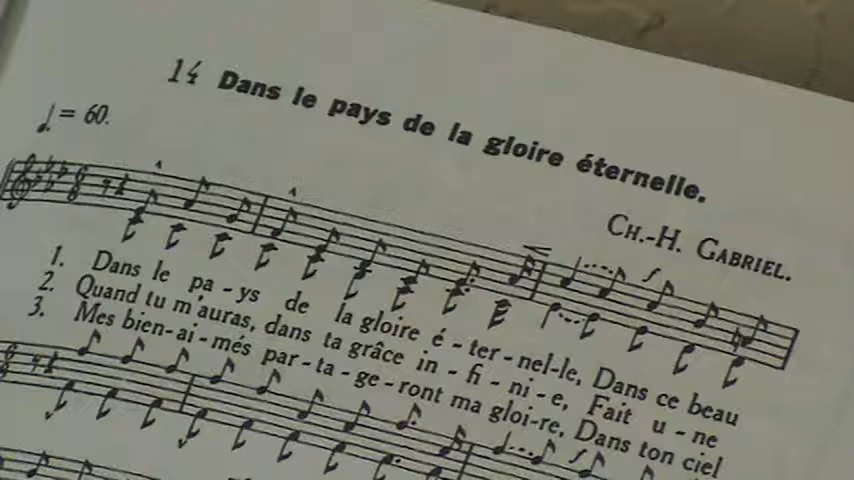 14 Dans le pays de la gloire éternelle.
♩. = 60.
CH.-H. GABRIEL.
1. Dans le pa - ys de la gloire é - ter - nel - le, Dans ce beau
2. Quand tu m'auras, dans ta grâce in - fi - ni - e, Fait u - ne
3. Mes bien-ai-més par-ta-ge-ront ma gloi-re, Dans ton ciel